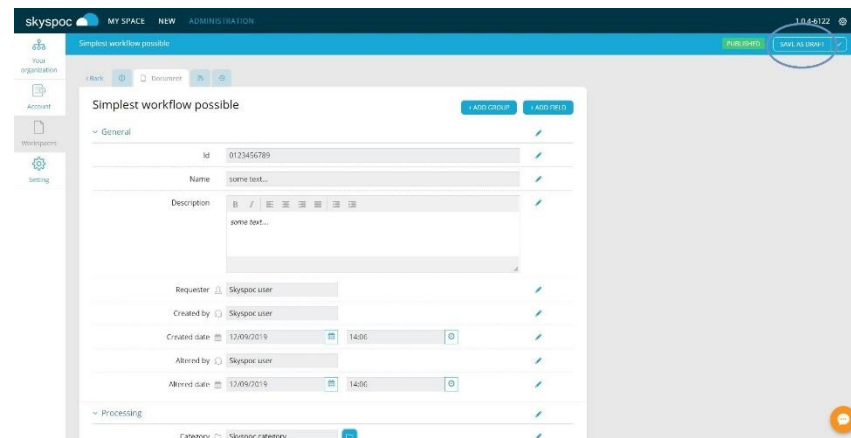 skyspoc MY SPACE NEW ADMINISTRATION 1.0.4-6122
Simplest workflow possible PUBLISHED SAVE AS DRAFT
Your organization
Account
Workspaces
Setting
‹ Back Document
Simplest workflow possible + ADD GROUP + ADD FIELD
General
Id 0123456789
Name some text...
Description B I
some text...
Requester Skyspoc user
Created by Skyspoc user
Created date 12/09/2019 14:06
Altered by Skyspoc user
Altered date 12/09/2019 14:06
Processing
Category Skyspoc category